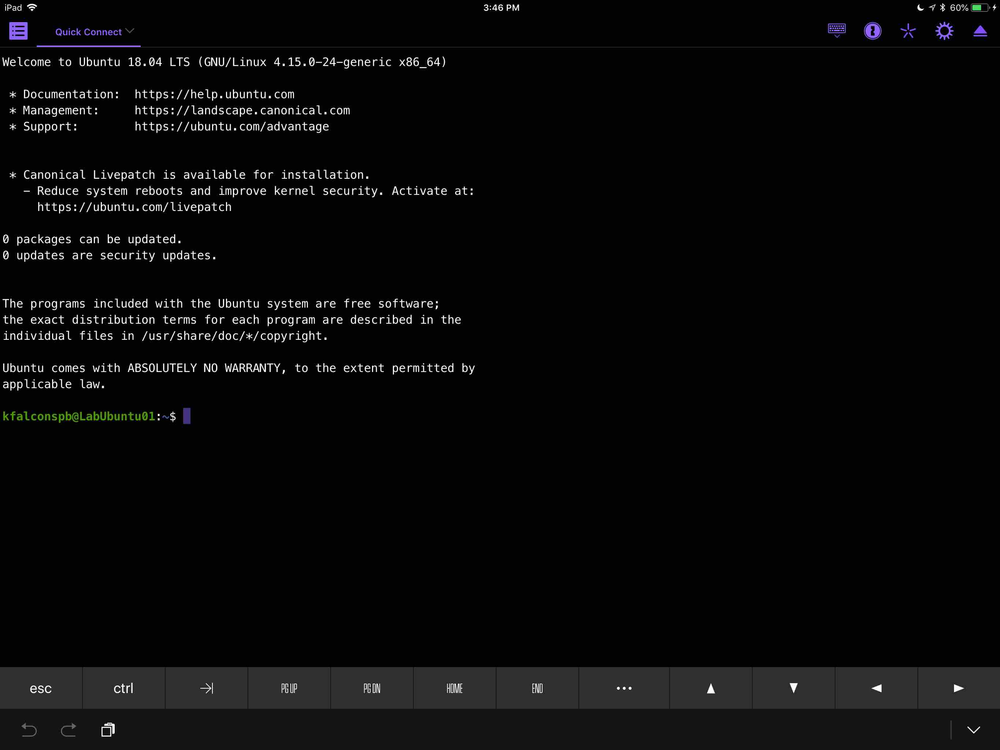 iPad
3:46 PM
60%
Quick Connect
Welcome to Ubuntu 18.04 LTS (GNU/Linux 4.15.0-24-generic x86_64)
* Documentation:  https://help.ubuntu.com
* Management:     https://landscape.canonical.com
* Support:        https://ubuntu.com/advantage
* Canonical Livepatch is available for installation.
- Reduce system reboots and improve kernel security. Activate at:
https://ubuntu.com/livepatch
0 packages can be updated.
0 updates are security updates.
The programs included with the Ubuntu system are free software;
the exact distribution terms for each program are described in the
individual files in /usr/share/doc/*/copyright.
Ubuntu comes with ABSOLUTELY NO WARRANTY, to the extent permitted by
applicable law.
kfalconspb@LabUbuntu01:~$
esc ctrl PG UP PG DN HOME END •••